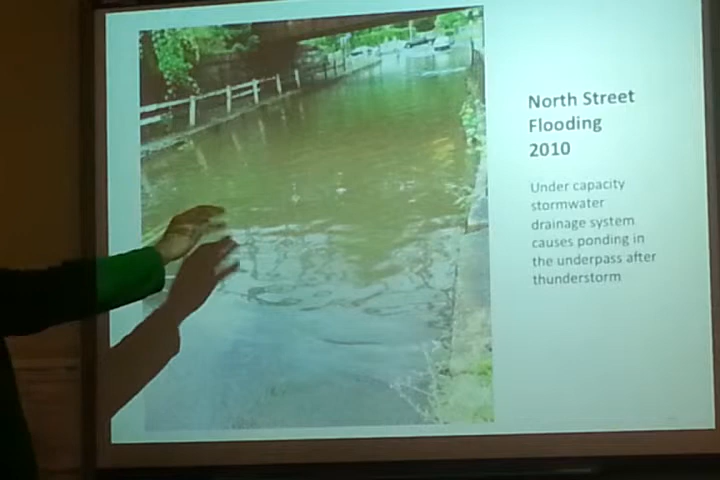 North Street
Flooding
2010
Under capacity
stormwater
drainage system
causes ponding in
the underpass after
thunderstorm